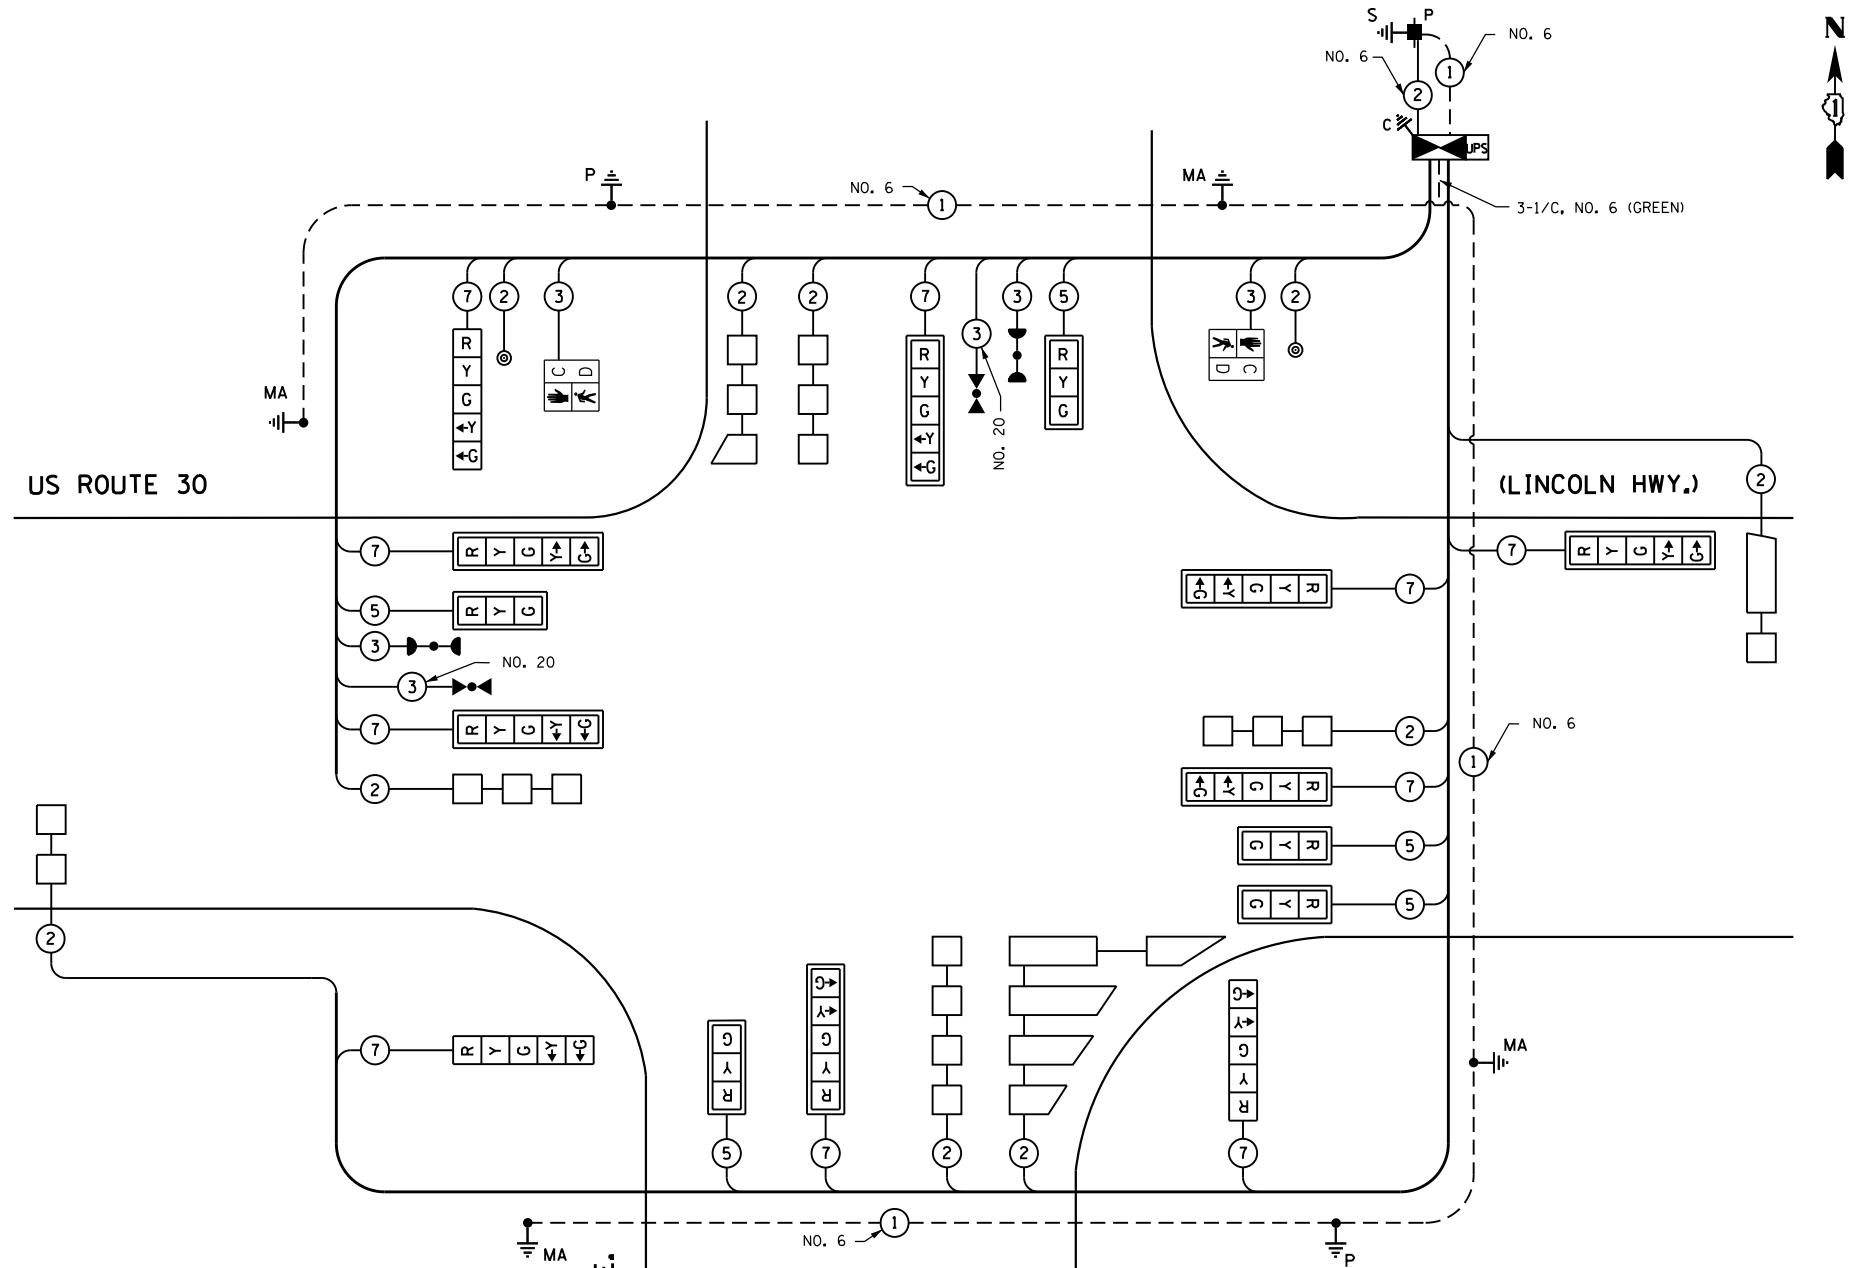 S P
NO. 6
N
NO. 6
1
2
1
C
UPS
P
MA
NO. 6
1
3-1/C, NO. 6 (GREEN)
7 2 3 2 2 7 3 5 3 2
3
R Y G Y G
C D
R Y G Y G
R Y G
D C
NO. 20
MA
US ROUTE 30
(LINCOLN HWY.)
2
7 R Y G Y G
7 R Y G Y G
G Y G Y R 7
5 R Y G
3
NO. 20
3
7 R Y G Y G
2
NO. 6
1
2
G Y G Y R 7
G Y R 5
G Y R 5
2
7 R Y G Y G
G Y R
G Y G Y R
G Y G Y R
MA
5 7 2 2 7
1
NO. 6
MA
P